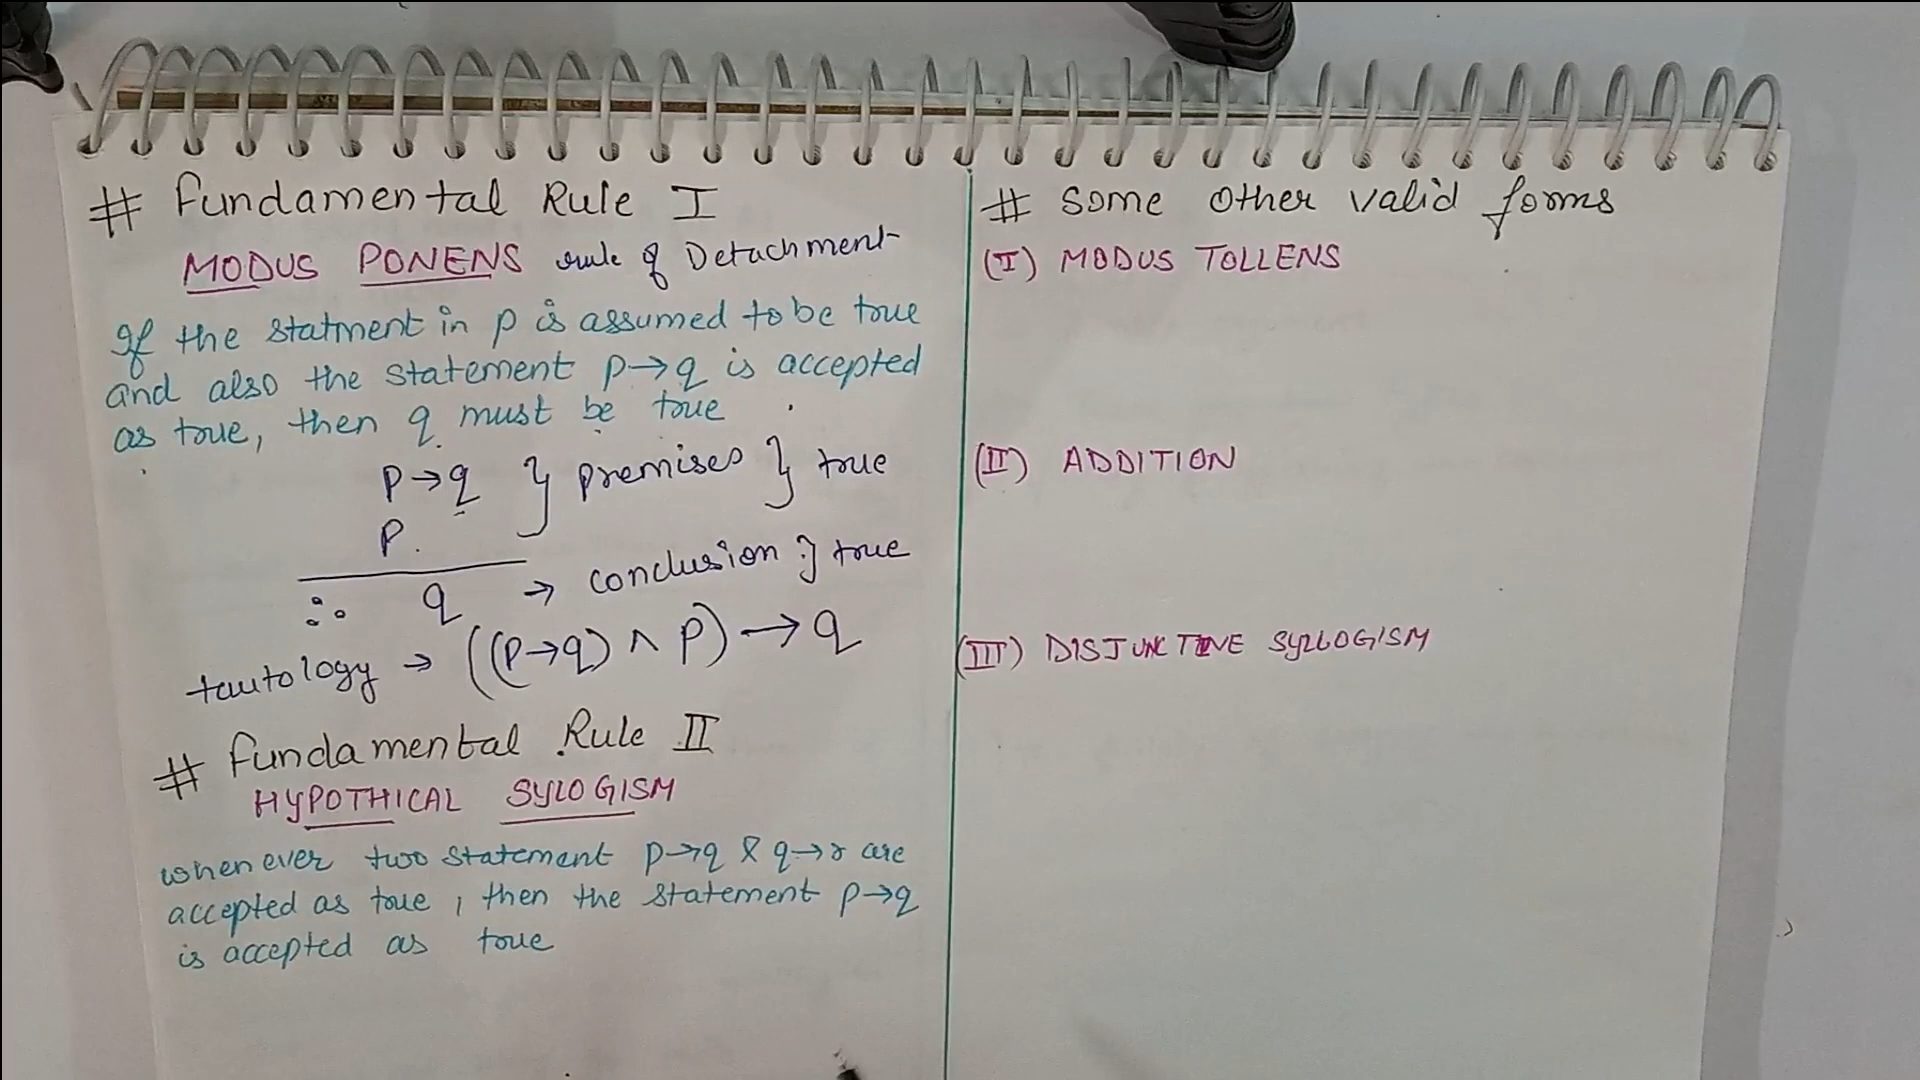 # Fundamental Rule I
MODUS PONENS rule of Detachment
If the statment in p is assumed to be true
and also the statement p→q is accepted
as true, then q must be true
p→q } premises } true
p.
∴ q → conclusion } true
tautology → ((p→q) ∧ p) → q
# Fundamental Rule II
HYPOTHICAL SYLOGISM
when ever two statement p→q & q→r are
accepted as true, then the statement p→q
is accepted as true
# Some Other valid forms
(I) MODUS TOLLENS
(II) ADDITION
(III) DISJUNCTIVE SYLLOGISM